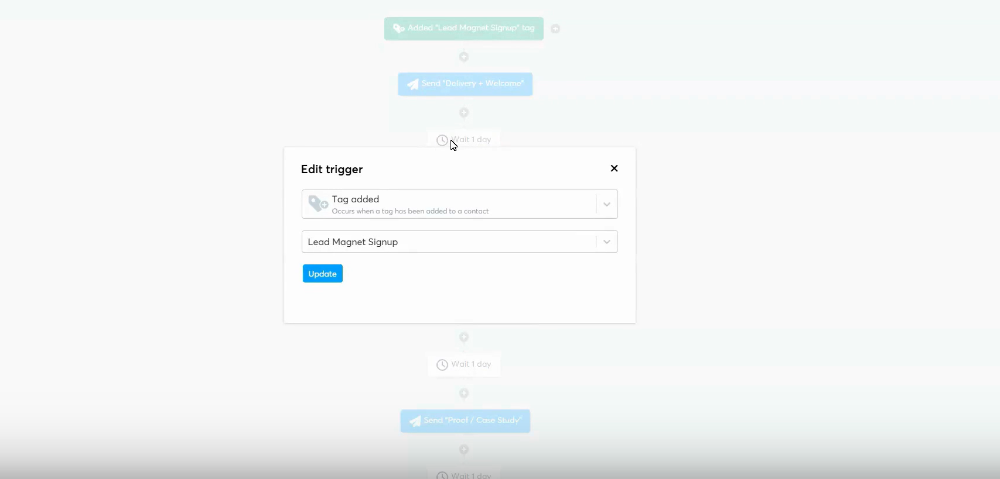 Added "Lead Magnet Signup" tag
Send "Delivery + Welcome"
Wait 1 day
Edit trigger
Tag added
Occurs when a tag has been added to a contact
Lead Magnet Signup
Update
Wait 1 day
Send "Proof / Case Study"
Wait 1 day